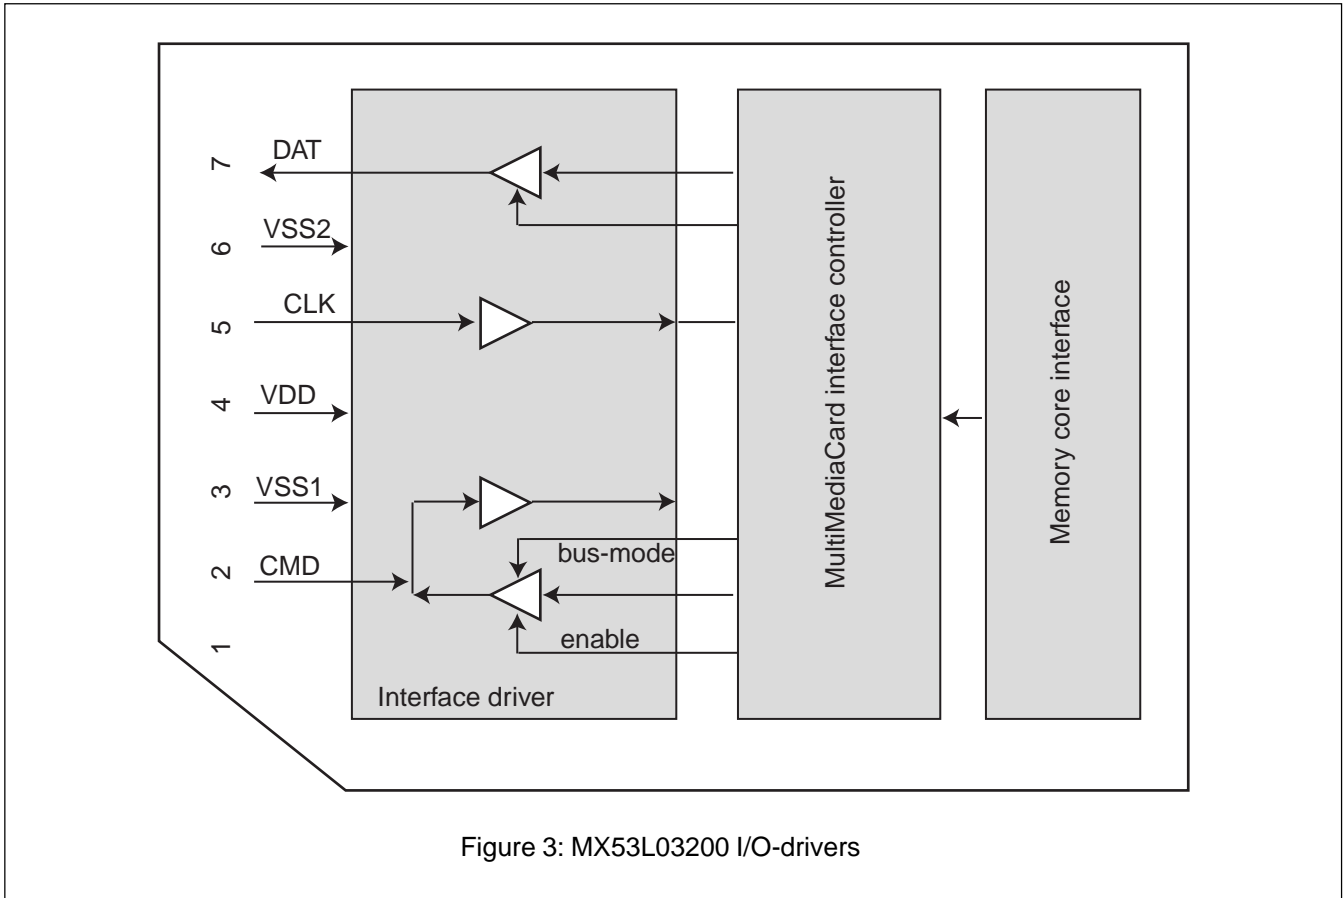 7 DAT
6 VSS2
5 CLK
4 VDD
3 VSS1
2 CMD
1
bus-mode
enable
Interface driver
MultiMediaCard interface controller
Memory core interface
Figure 3: MX53L03200 I/O-drivers